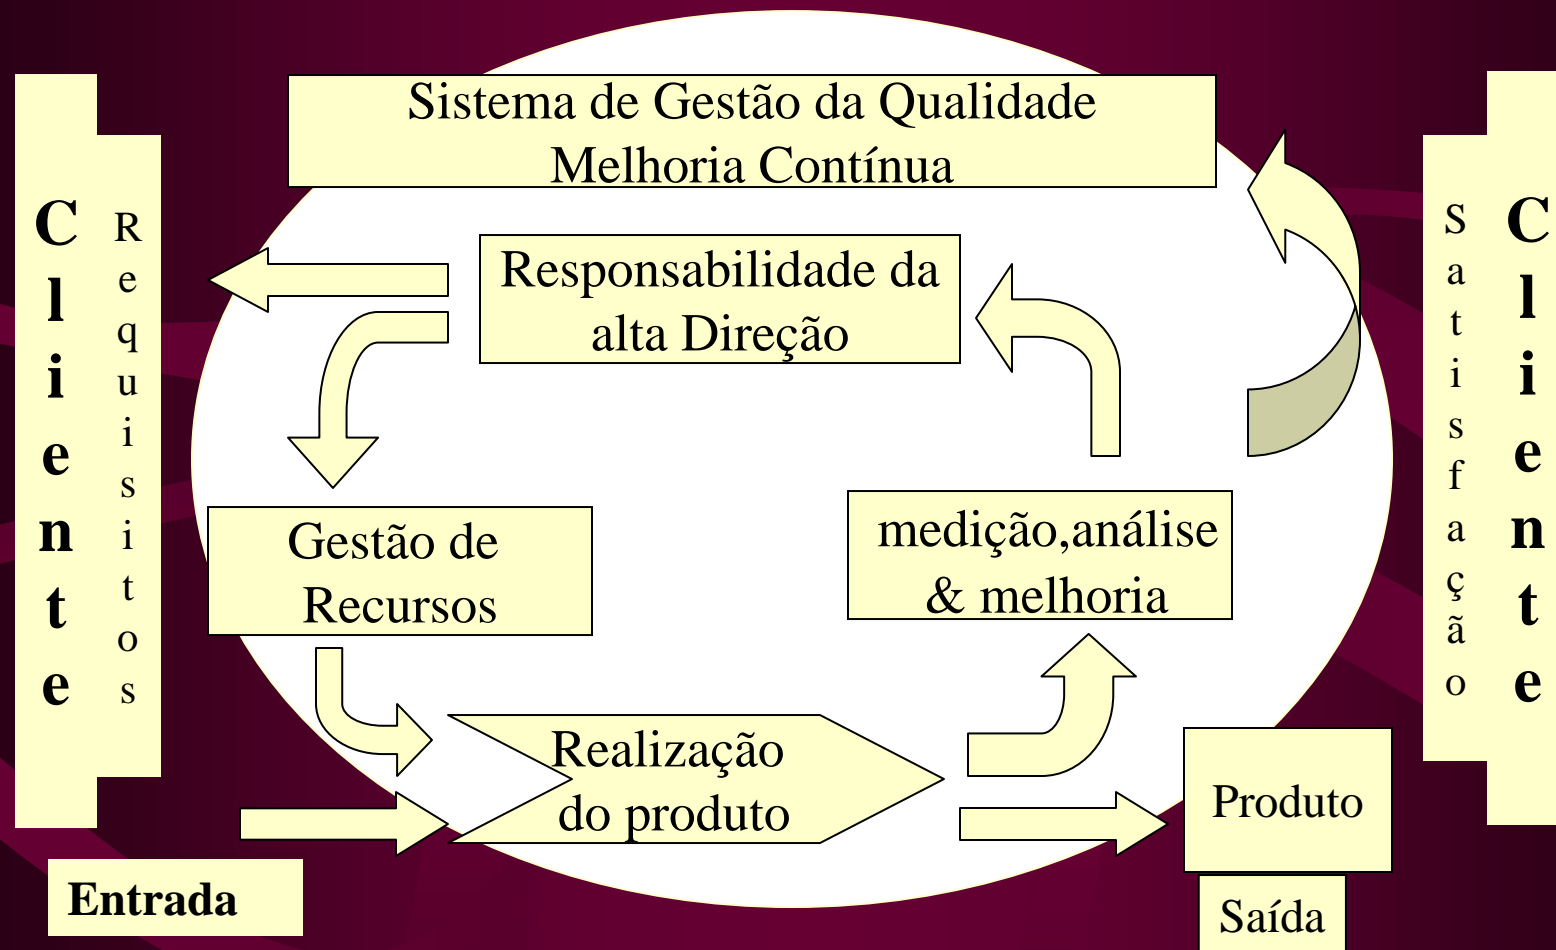 Sistema de Gestão da Qualidade
Melhoria Contínua
Cliente
Requisitos
Responsabilidade da
alta Direção
Satisfação
Cliente
Gestão de
Recursos
medição,análise
& melhoria
Realização
do produto
Produto
Entrada
Saída